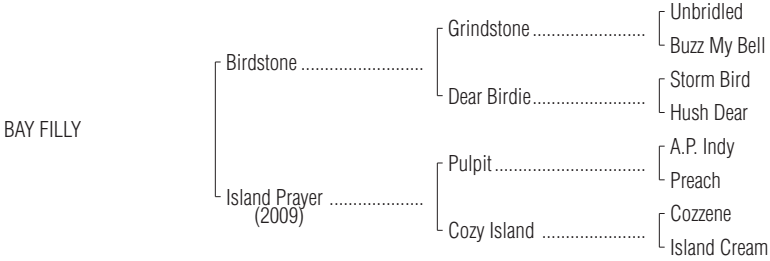 Unbridled
Grindstone..........................
Buzz My Bell
Birdstone ...........................
Storm Bird
Dear Birdie..........................
Hush Dear
BAY FILLY
A.P. Indy
Pulpit...................................
Preach
Island Prayer .....................
(2009)
Cozzene
Cozy Island ........................
Island Cream